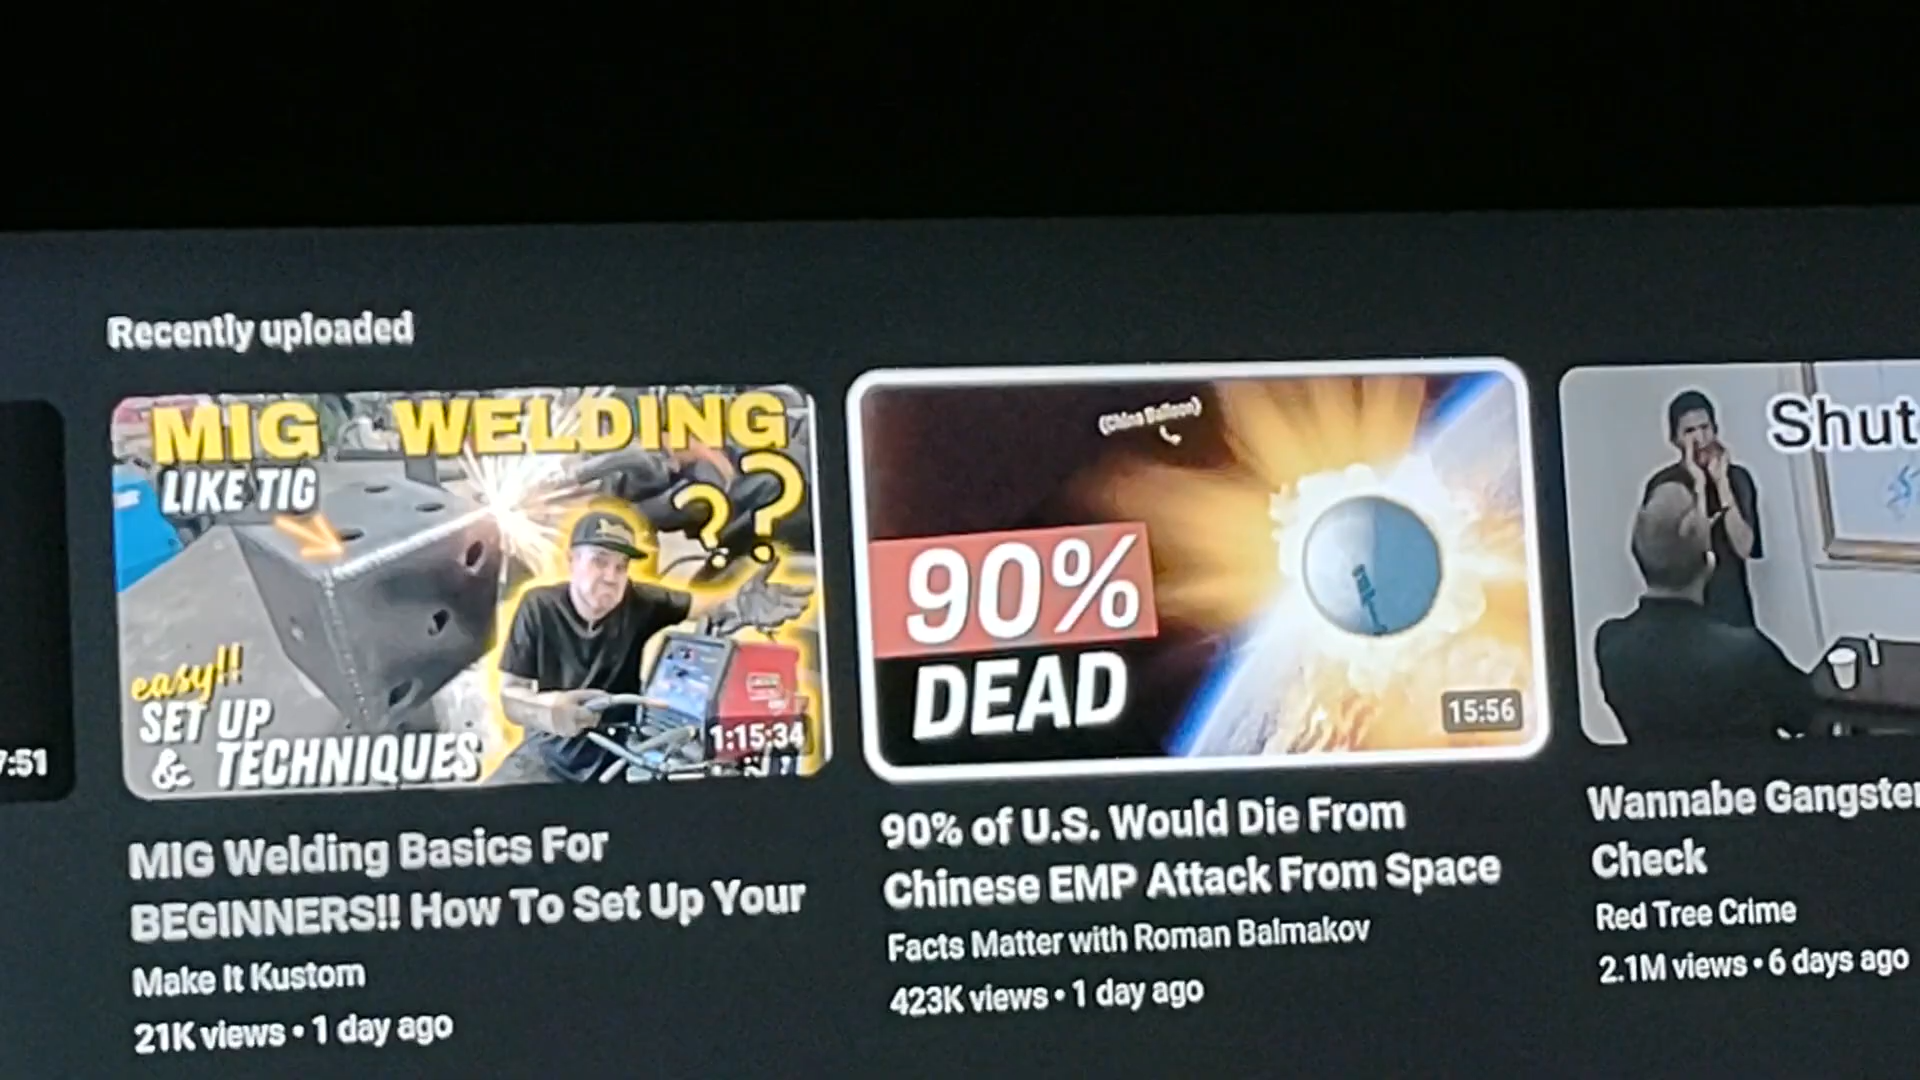 Recently uploaded
MIG WELDING
LIKE TIG
??
easy!!
SET UP
& TECHNIQUES
1:15:34
7:51
MIG Welding Basics For
BEGINNERS!! How To Set Up Your
Make It Kustom
21K views • 1 day ago
(China Balloon)
90%
DEAD
15:56
90% of U.S. Would Die From
Chinese EMP Attack From Space
Facts Matter with Roman Balmakov
423K views • 1 day ago
Shut
Wannabe Gangster
Check
Red Tree Crime
2.1M views • 6 days ago